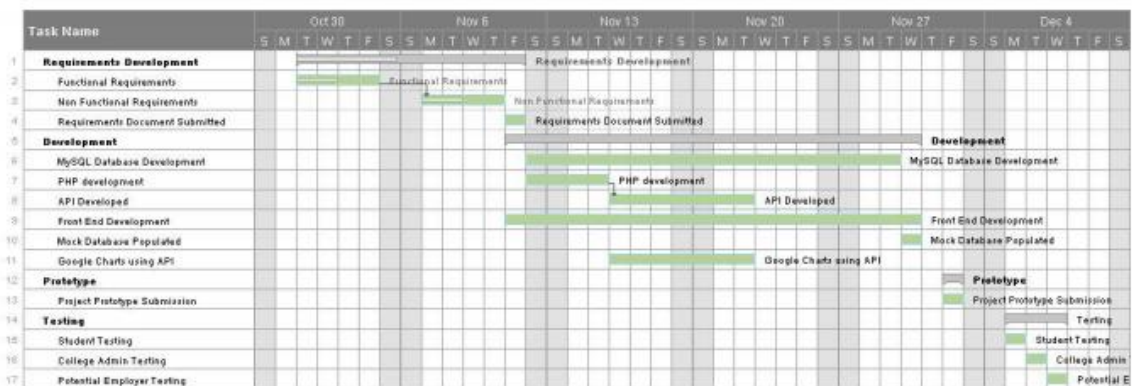 Task Name Oct 30 Nov 6 Nov 13 Nov 20 Nov 27 Dec 4
S M T W T F S S M T W T F S S M T W T F S S M T W T F S S M T W T F S S M T W T F S
1 Requirements Development Requirements Development
2 Functional Requirements Functional Requirements
3 Non Functional Requirements Non Functional Requirements
4 Requirements Document Submitted Requirements Document Submitted
5 Development Development
6 MySQL Database Development MySQL Database Development
7 PHP development PHP development
8 API Developed API Developed
9 Front End Development Front End Development
10 Mock Database Populated Mock Database Populated
11 Google Charts using API Google Charts using API
12 Prototype Prototype
13 Project Prototype Submission Project Prototype Submission
14 Testing Testing
15 Student Testing Student Testing
16 College Admin Testing College Admin
17 Potential Employer Testing Potential E